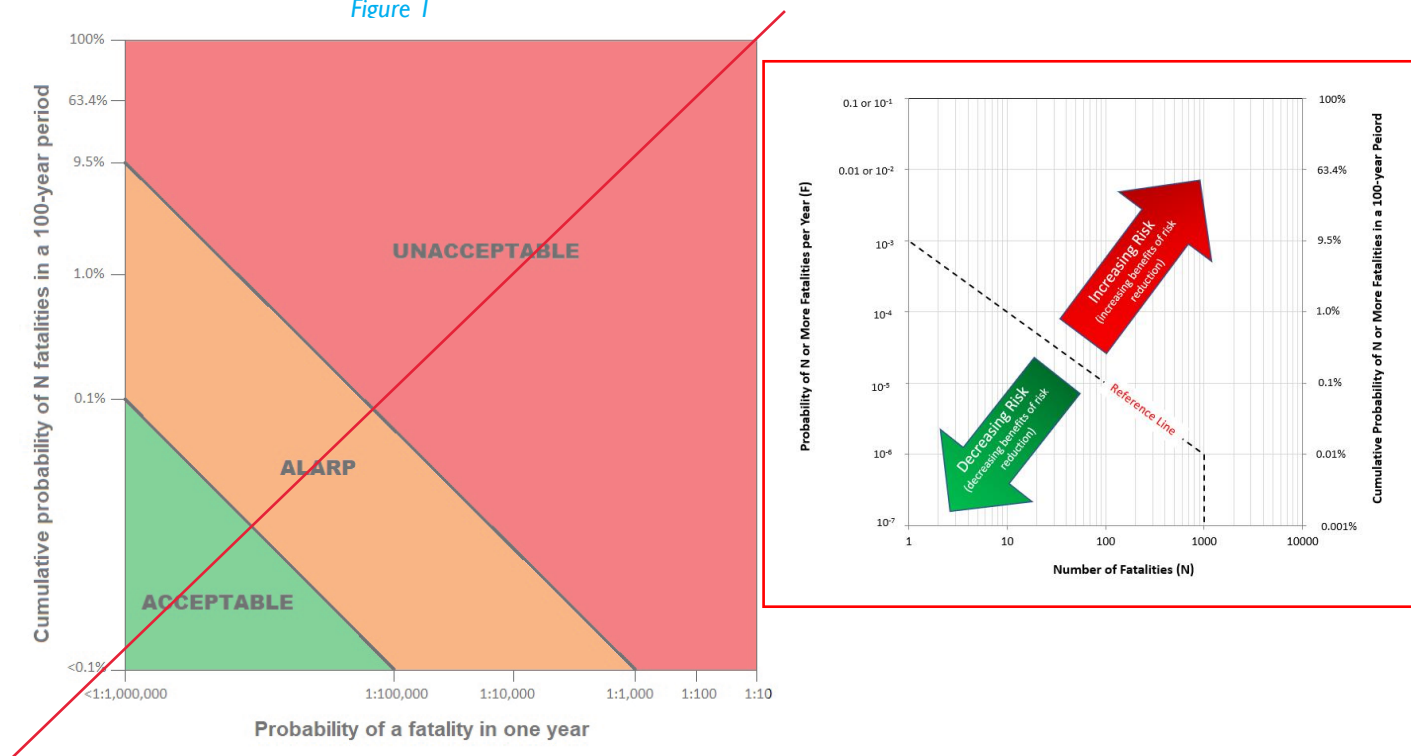 Figure 1
100%
63.4%
9.5%
1.0%
0.1%
<0.1%
Cumulative probability of N fatalities in a 100-year period
UNACCEPTABLE
ALARP
ACCEPTABLE
<1:1,000,000
1:100,000
1:10,000
1:1,000
1:100
1:10
Probability of a fatality in one year
0.1 or 10⁻¹
0.01 or 10⁻²
10⁻³
10⁻⁴
10⁻⁵
10⁻⁶
10⁻⁷
Probability of N or More Fatalities per Year (F)
Increasing Risk
(increasing benefits of risk
reduction)
Decreasing Risk
(decreasing benefits of risk
reduction)
Reference Line
100%
63.4%
9.5%
1.0%
0.1%
0.01%
0.001%
Cumulative Probability of N or More Fatalities in a 100-year Peiord
1
10
100
1000
10000
Number of Fatalities (N)